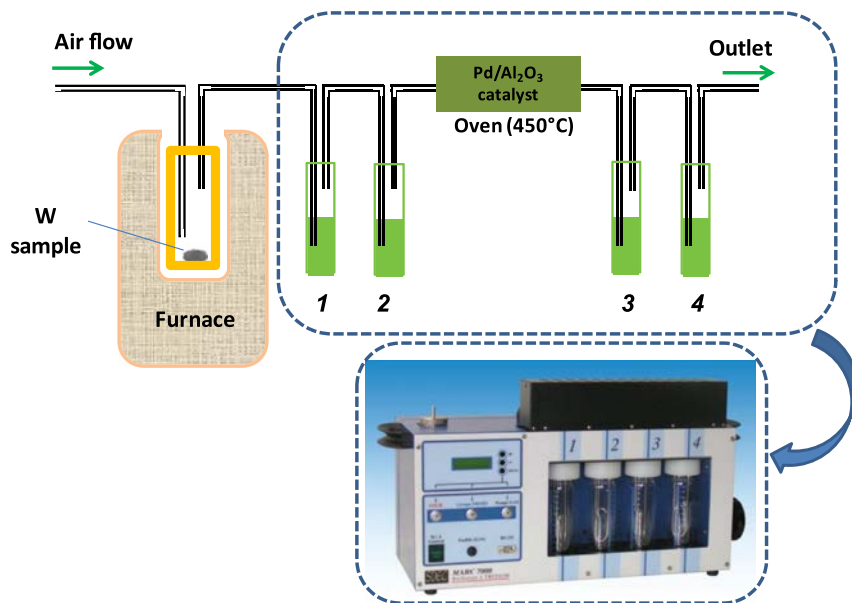 Air flow
Outlet
Pd/Al₂O₃
catalyst
Oven (450°C)
W
sample
1 2 3 4
Furnace
1 2 3 4
SDEC
MARC 7000